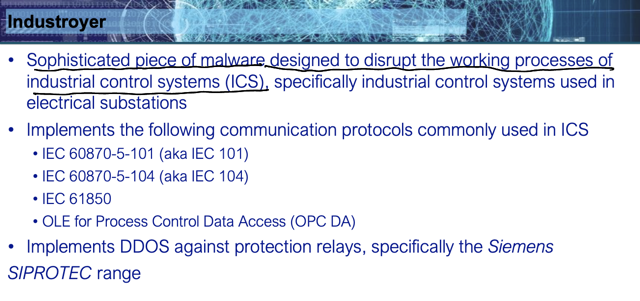 Industroyer
• Sophisticated piece of malware designed to disrupt the working processes of
industrial control systems (ICS), specifically industrial control systems used in
electrical substations
• Implements the following communication protocols commonly used in ICS
• IEC 60870-5-101 (aka IEC 101)
• IEC 60870-5-104 (aka IEC 104)
• IEC 61850
• OLE for Process Control Data Access (OPC DA)
• Implements DDOS against protection relays, specifically the Siemens
SIPROTEC range